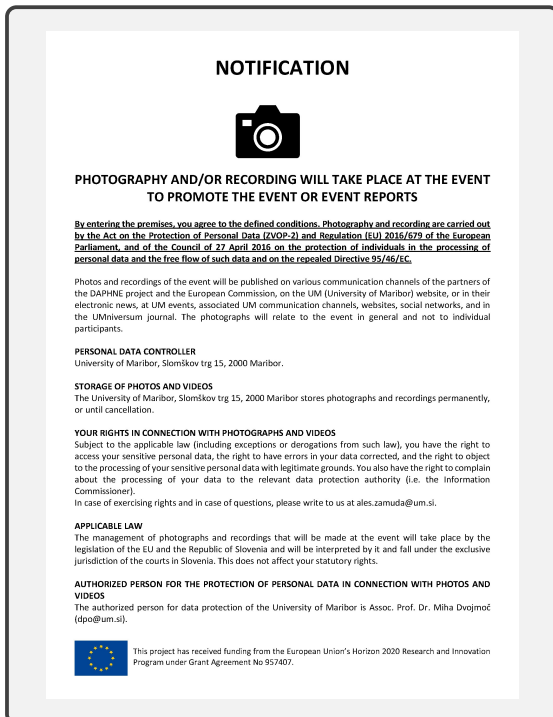 NOTIFICATION
PHOTOGRAPHY AND/OR RECORDING WILL TAKE PLACE AT THE EVENT
TO PROMOTE THE EVENT OR EVENT REPORTS
By entering the premises, you agree to the defined conditions. Photography and recording are carried out
by the Act on the Protection of Personal Data (ZVOP-2) and Regulation (EU) 2016/679 of the European
Parliament, and of the Council of 27 April 2016 on the protection of individuals in the processing of
personal data and the free flow of such data and on the repealed Directive 95/46/EC.
Photos and recordings of the event will be published on various communication channels of the partners of
the DAPHNE project and the European Commission, on the UM (University of Maribor) website, or in their
electronic news, at UM events, associated UM communication channels, websites, social networks, and in
the UMniversum journal. The photographs will relate to the event in general and not to individual
participants.
PERSONAL DATA CONTROLLER
University of Maribor, Slomškov trg 15, 2000 Maribor.
STORAGE OF PHOTOS AND VIDEOS
The University of Maribor, Slomškov trg 15, 2000 Maribor stores photographs and recordings permanently,
or until cancellation.
YOUR RIGHTS IN CONNECTION WITH PHOTOGRAPHS AND VIDEOS
Subject to the applicable law (including exceptions or derogations from such law), you have the right to
access your sensitive personal data, the right to have errors in your data corrected, and the right to object
to the processing of your sensitive personal data with legitimate grounds. You also have the right to complain
about the processing of your data to the relevant data protection authority (i.e. the Information
Commissioner).
In case of exercising rights and in case of questions, please write to us at ales.zamuda@um.si.
APPLICABLE LAW
The management of photographs and recordings that will be made at the event will take place by the
legislation of the EU and the Republic of Slovenia and will be interpreted by it and fall under the exclusive
jurisdiction of the courts in Slovenia. This does not affect your statutory rights.
AUTHORIZED PERSON FOR THE PROTECTION OF PERSONAL DATA IN CONNECTION WITH PHOTOS AND
VIDEOS
The authorized person for data protection of the University of Maribor is Assoc. Prof. Dr. Miha Dvojmoč
(dpo@um.si).
This project has received funding from the European Union's Horizon 2020 Research and Innovation
Program under Grant Agreement No 957407.